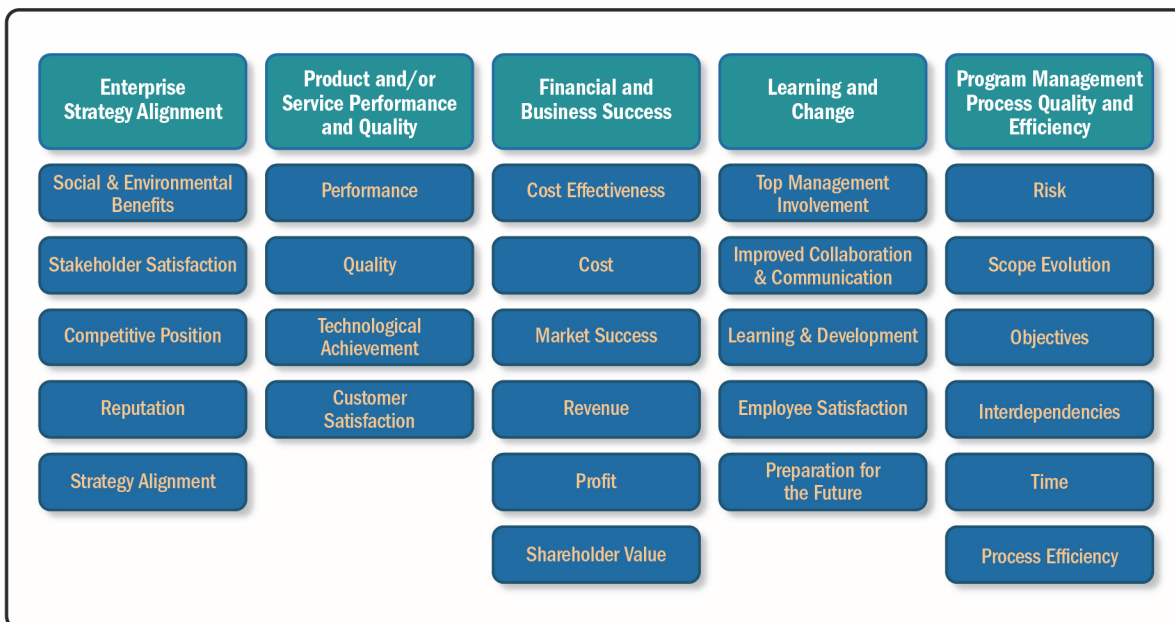 Enterprise
Strategy Alignment
Social & Environmental
Benefits
Stakeholder Satisfaction
Competitive Position
Reputation
Strategy Alignment
Product and/or
Service Performance
and Quality
Performance
Quality
Technological
Achievement
Customer
Satisfaction
Financial and
Business Success
Cost Effectiveness
Cost
Market Success
Revenue
Profit
Shareholder Value
Learning and
Change
Top Management
Involvement
Improved Collaboration
& Communication
Learning & Development
Employee Satisfaction
Preparation for
the Future
Program Management
Process Quality and
Efficiency
Risk
Scope Evolution
Objectives
Interdependencies
Time
Process Efficiency